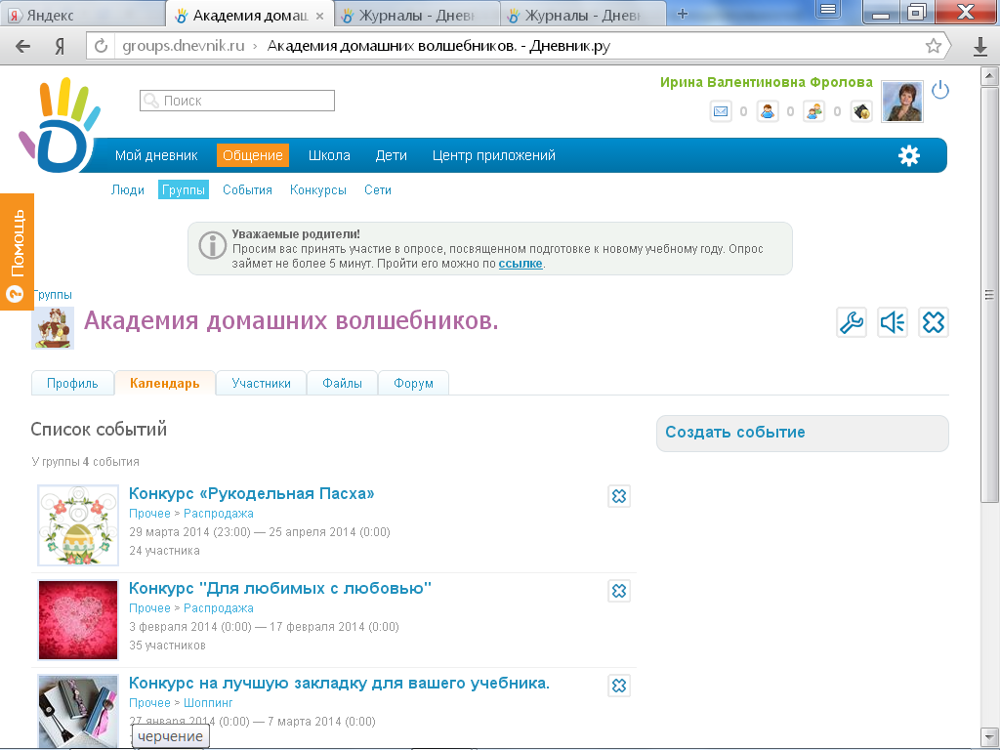 Яндекс
Академия домаш
Журналы - Дневн
Журналы - Дневн
Я
groups.dnevnik.ru › Академия домашних волшебников. - Дневник.ру
Ирина Валентиновна Фролова
Поиск
0 0 0
Мой дневник Общение Школа Дети Центр приложений
Люди Группы События Конкурсы Сети
Помощь
Уважаемые родители!
Просим вас принять участие в опросе, посвященном подготовке к новому учебному году. Опрос
займет не более 5 минут. Пройти его можно по ссылке.
Группы
Академия домашних волшебников.
Профиль Календарь Участники Файлы Форум
Список событий
Создать событие
У группы 4 события
Конкурс «Рукодельная Пасха»
Прочее > Распродажа
29 марта 2014 (23:00) — 25 апреля 2014 (0:00)
24 участника
Конкурс "Для любимых с любовью"
Прочее > Распродажа
3 февраля 2014 (0:00) — 17 февраля 2014 (0:00)
35 участников
Конкурс на лучшую закладку для вашего учебника.
Прочее > Шоппинг
27 января 2014 (0:00) — 7 марта 2014 (0:00)
черчение